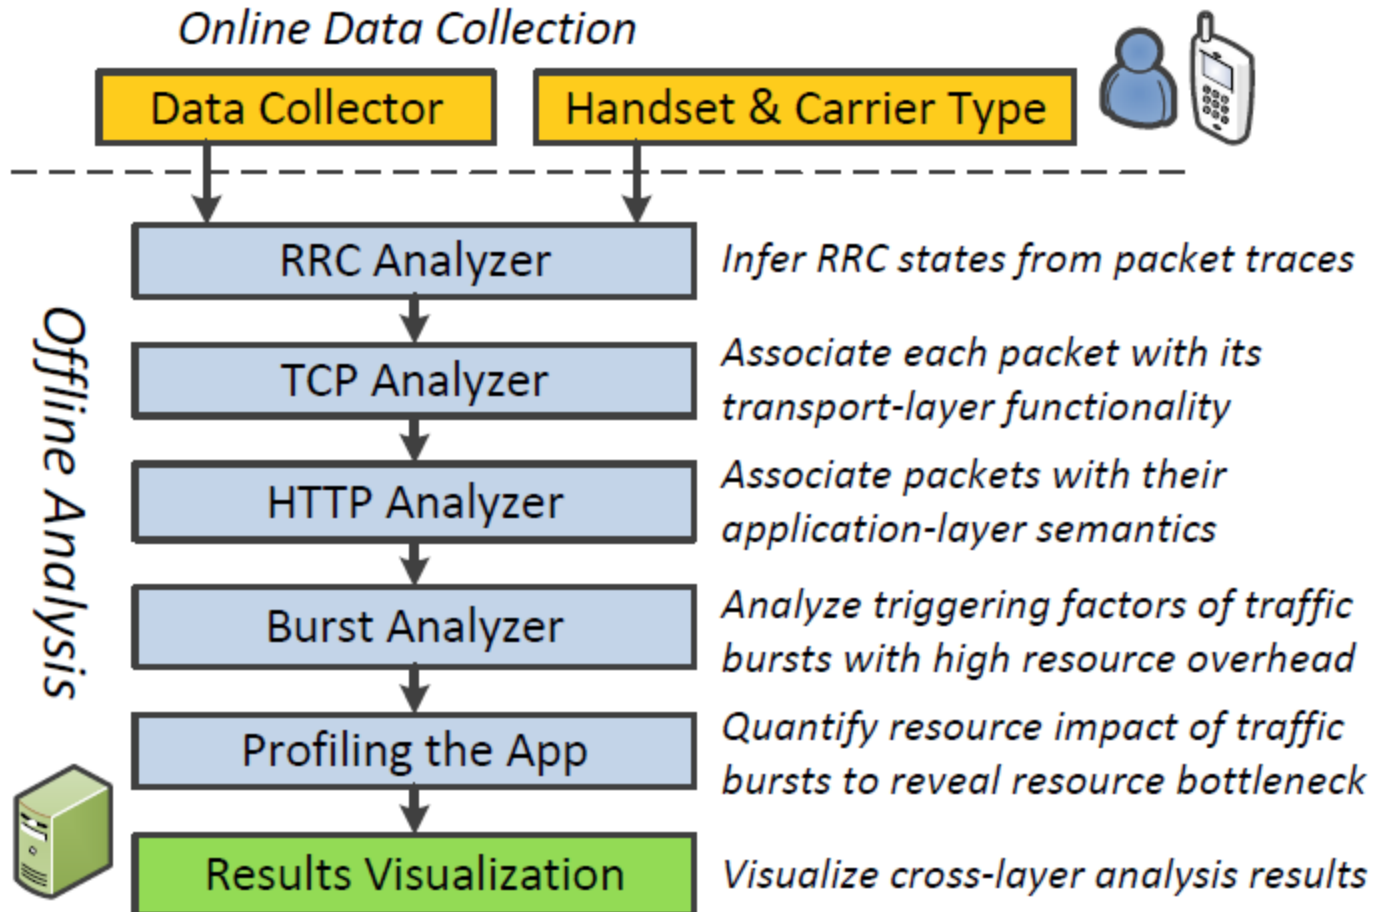 Online Data Collection
Data Collector
Handset & Carrier Type
RRC Analyzer
Infer RRC states from packet traces
Offline Analysis
TCP Analyzer
Associate each packet with its
transport-layer functionality
HTTP Analyzer
Associate packets with their
application-layer semantics
Burst Analyzer
Analyze triggering factors of traffic
bursts with high resource overhead
Profiling the App
Quantify resource impact of traffic
bursts to reveal resource bottleneck
Results Visualization
Visualize cross-layer analysis results